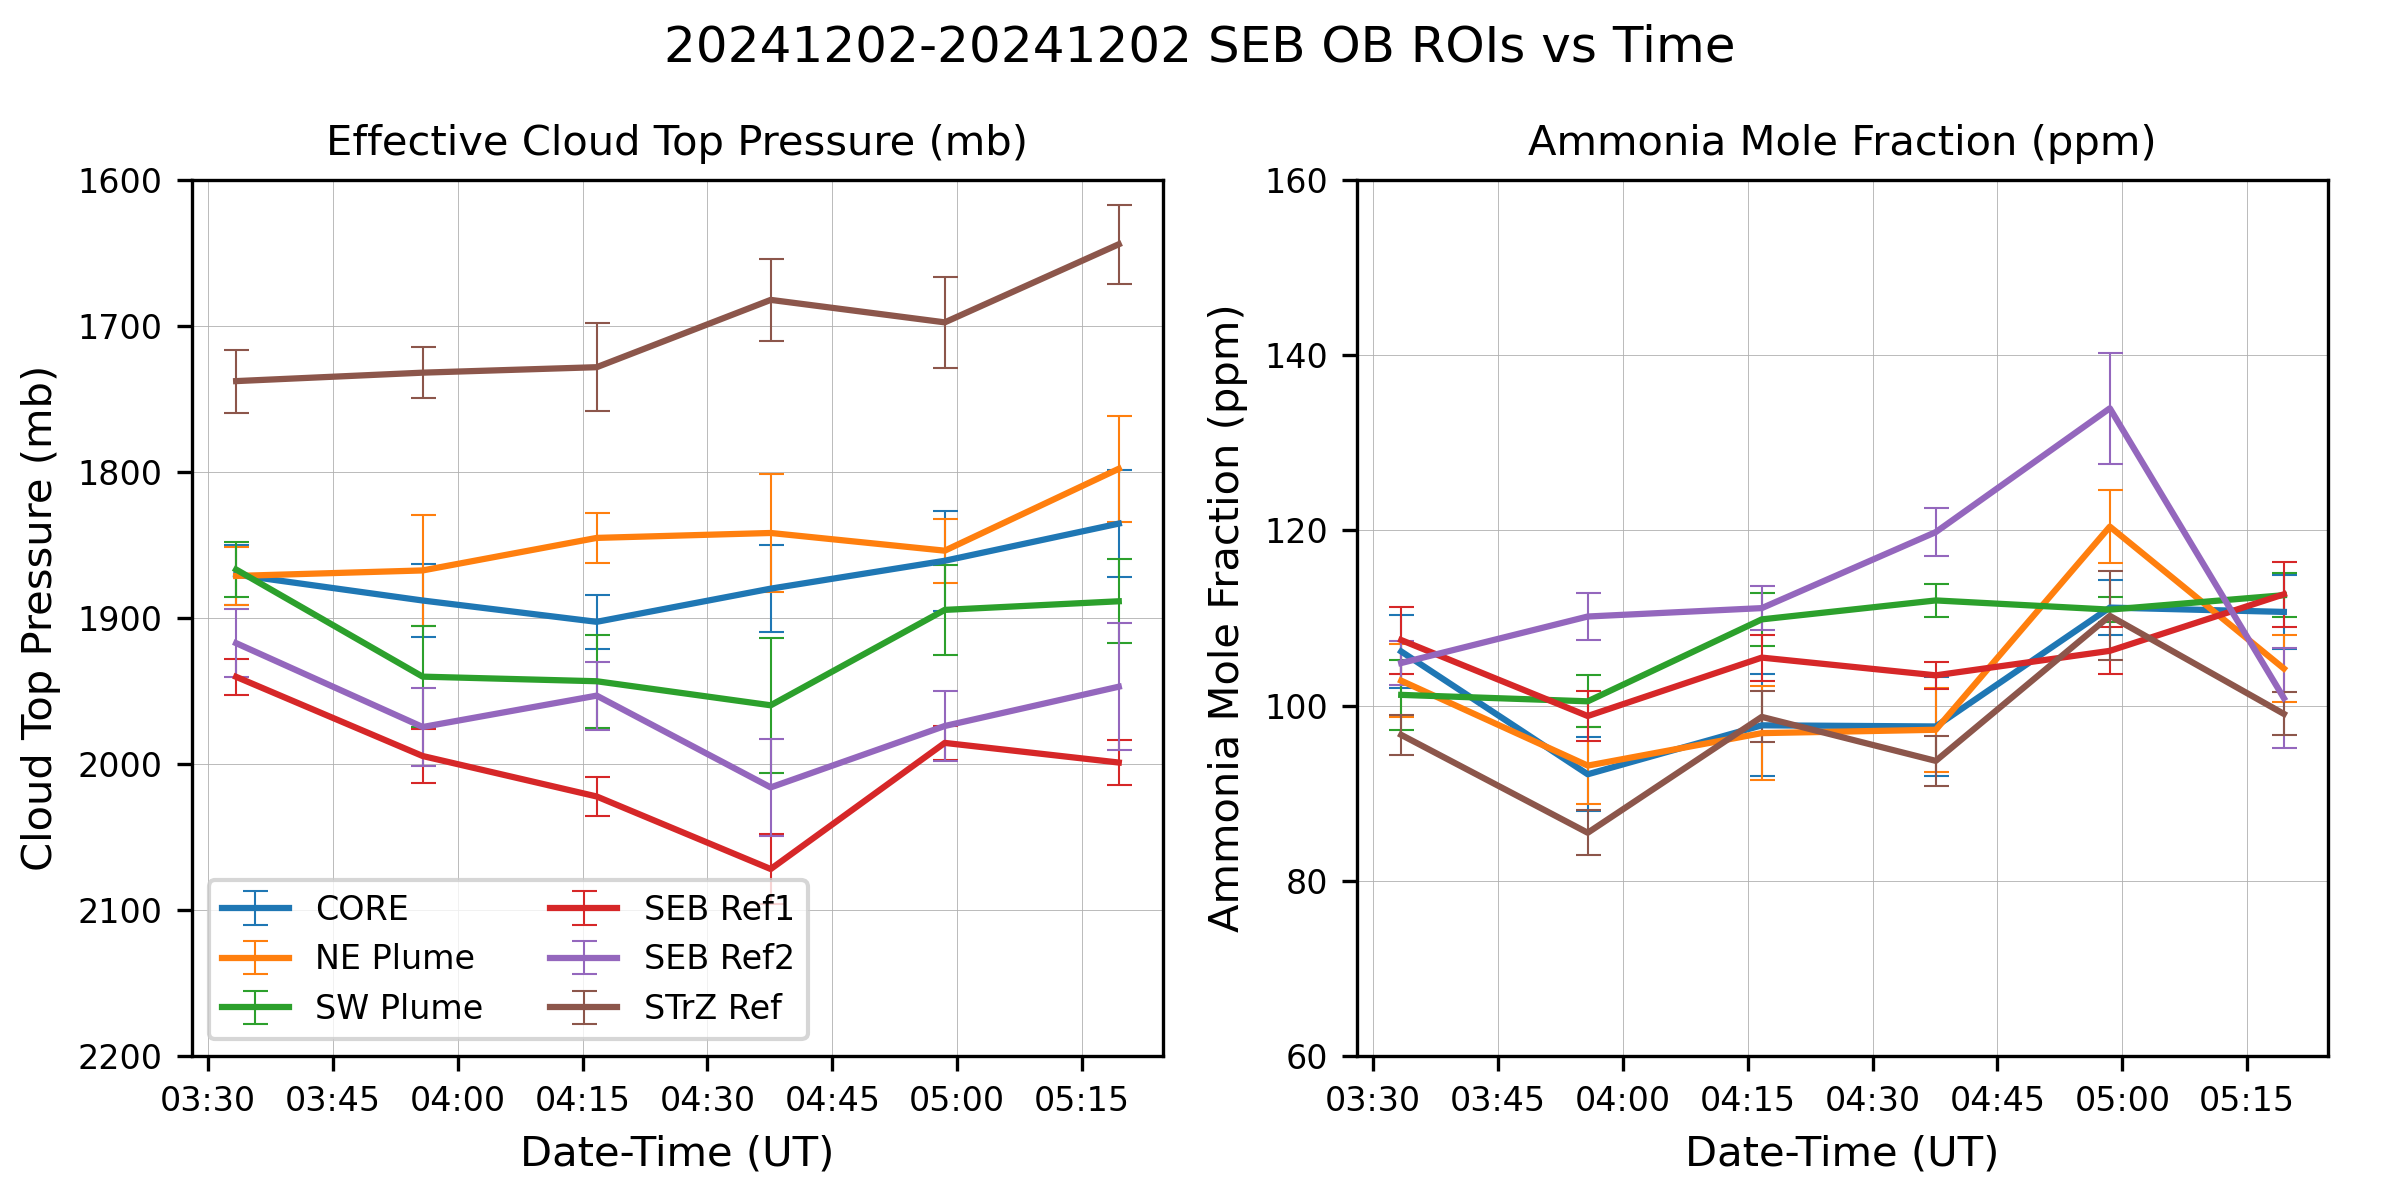 20241202-20241202 SEB OB ROIs vs Time
Effective Cloud Top Pressure (mb)
Cloud Top Pressure (mb)
1600
1700
1800
1900
2000
2100
2200
CORE
NE Plume
SW Plume
SEB Ref1
SEB Ref2
STrZ Ref
03:30 03:45 04:00 04:15 04:30 04:45 05:00 05:15
Date-Time (UT)
Ammonia Mole Fraction (ppm)
Ammonia Mole Fraction (ppm)
160
140
120
100
80
60
03:30 03:45 04:00 04:15 04:30 04:45 05:00 05:15
Date-Time (UT)